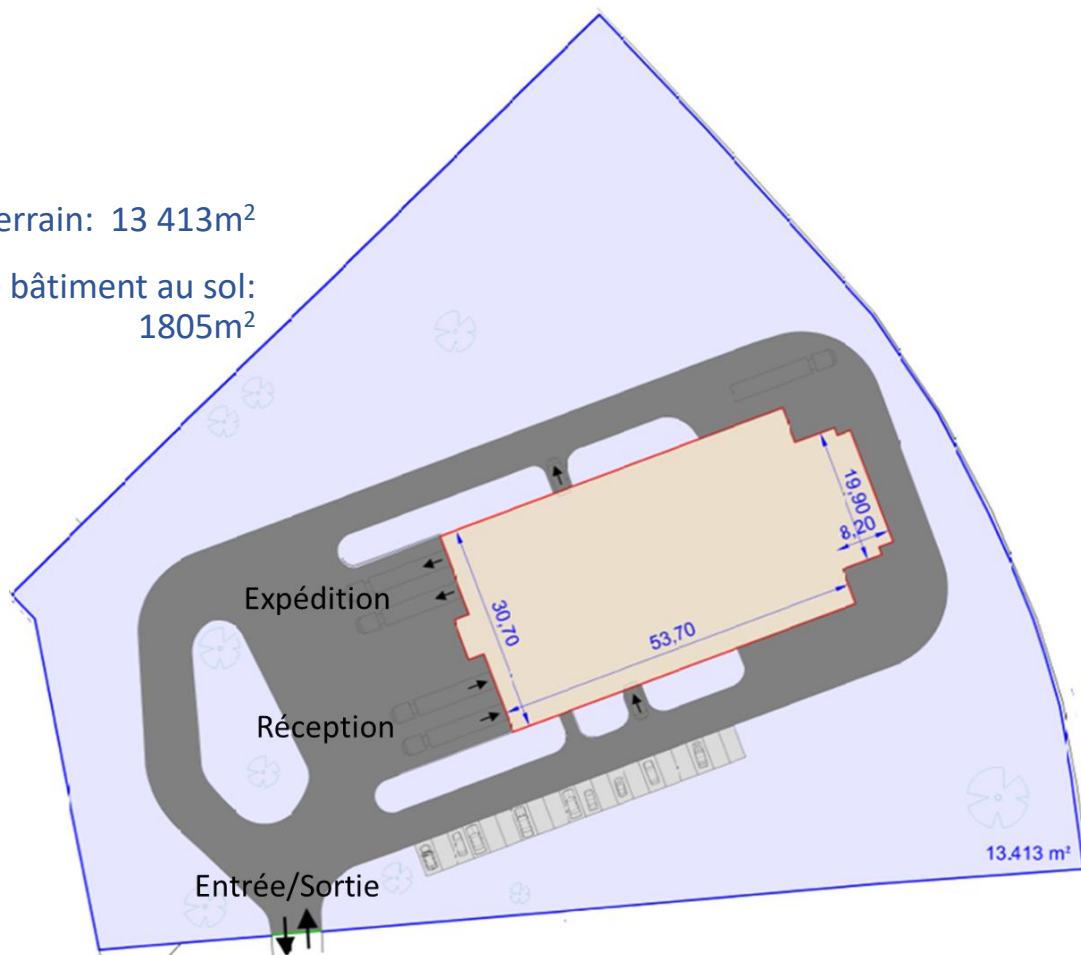 errain: 13 413m²
bâtiment au sol:
1805m²
19,90
8,20
Expédition
30,70
53,70
Réception
13.413 m²
Entrée/Sortie